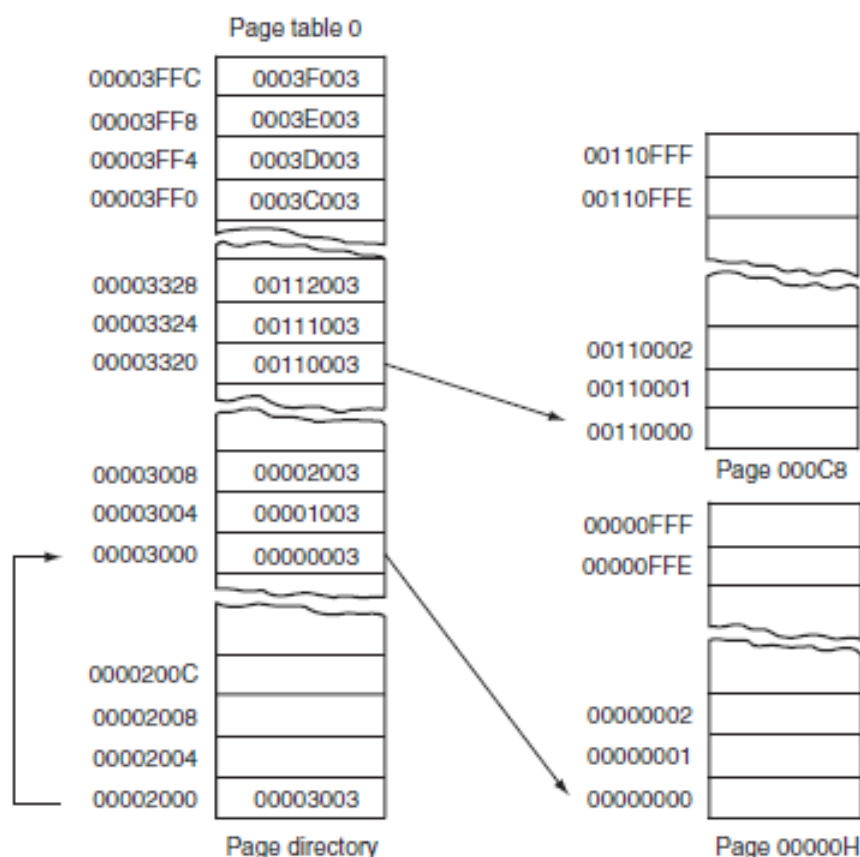 Page table 0
00003FFC 0003F003
00003FF8 0003E003
00003FF4 0003D003
00003FF0 0003C003
00003328 00112003
00003324 00111003
00003320 00110003
00003008 00002003
00003004 00001003
00003000 00000003
0000200C
00002008
00002004
00002000 00003003
Page directory
00110FFF
00110FFE
00110002
00110001
00110000
Page 000C8
00000FFF
00000FFE
00000002
00000001
00000000
Page 00000H